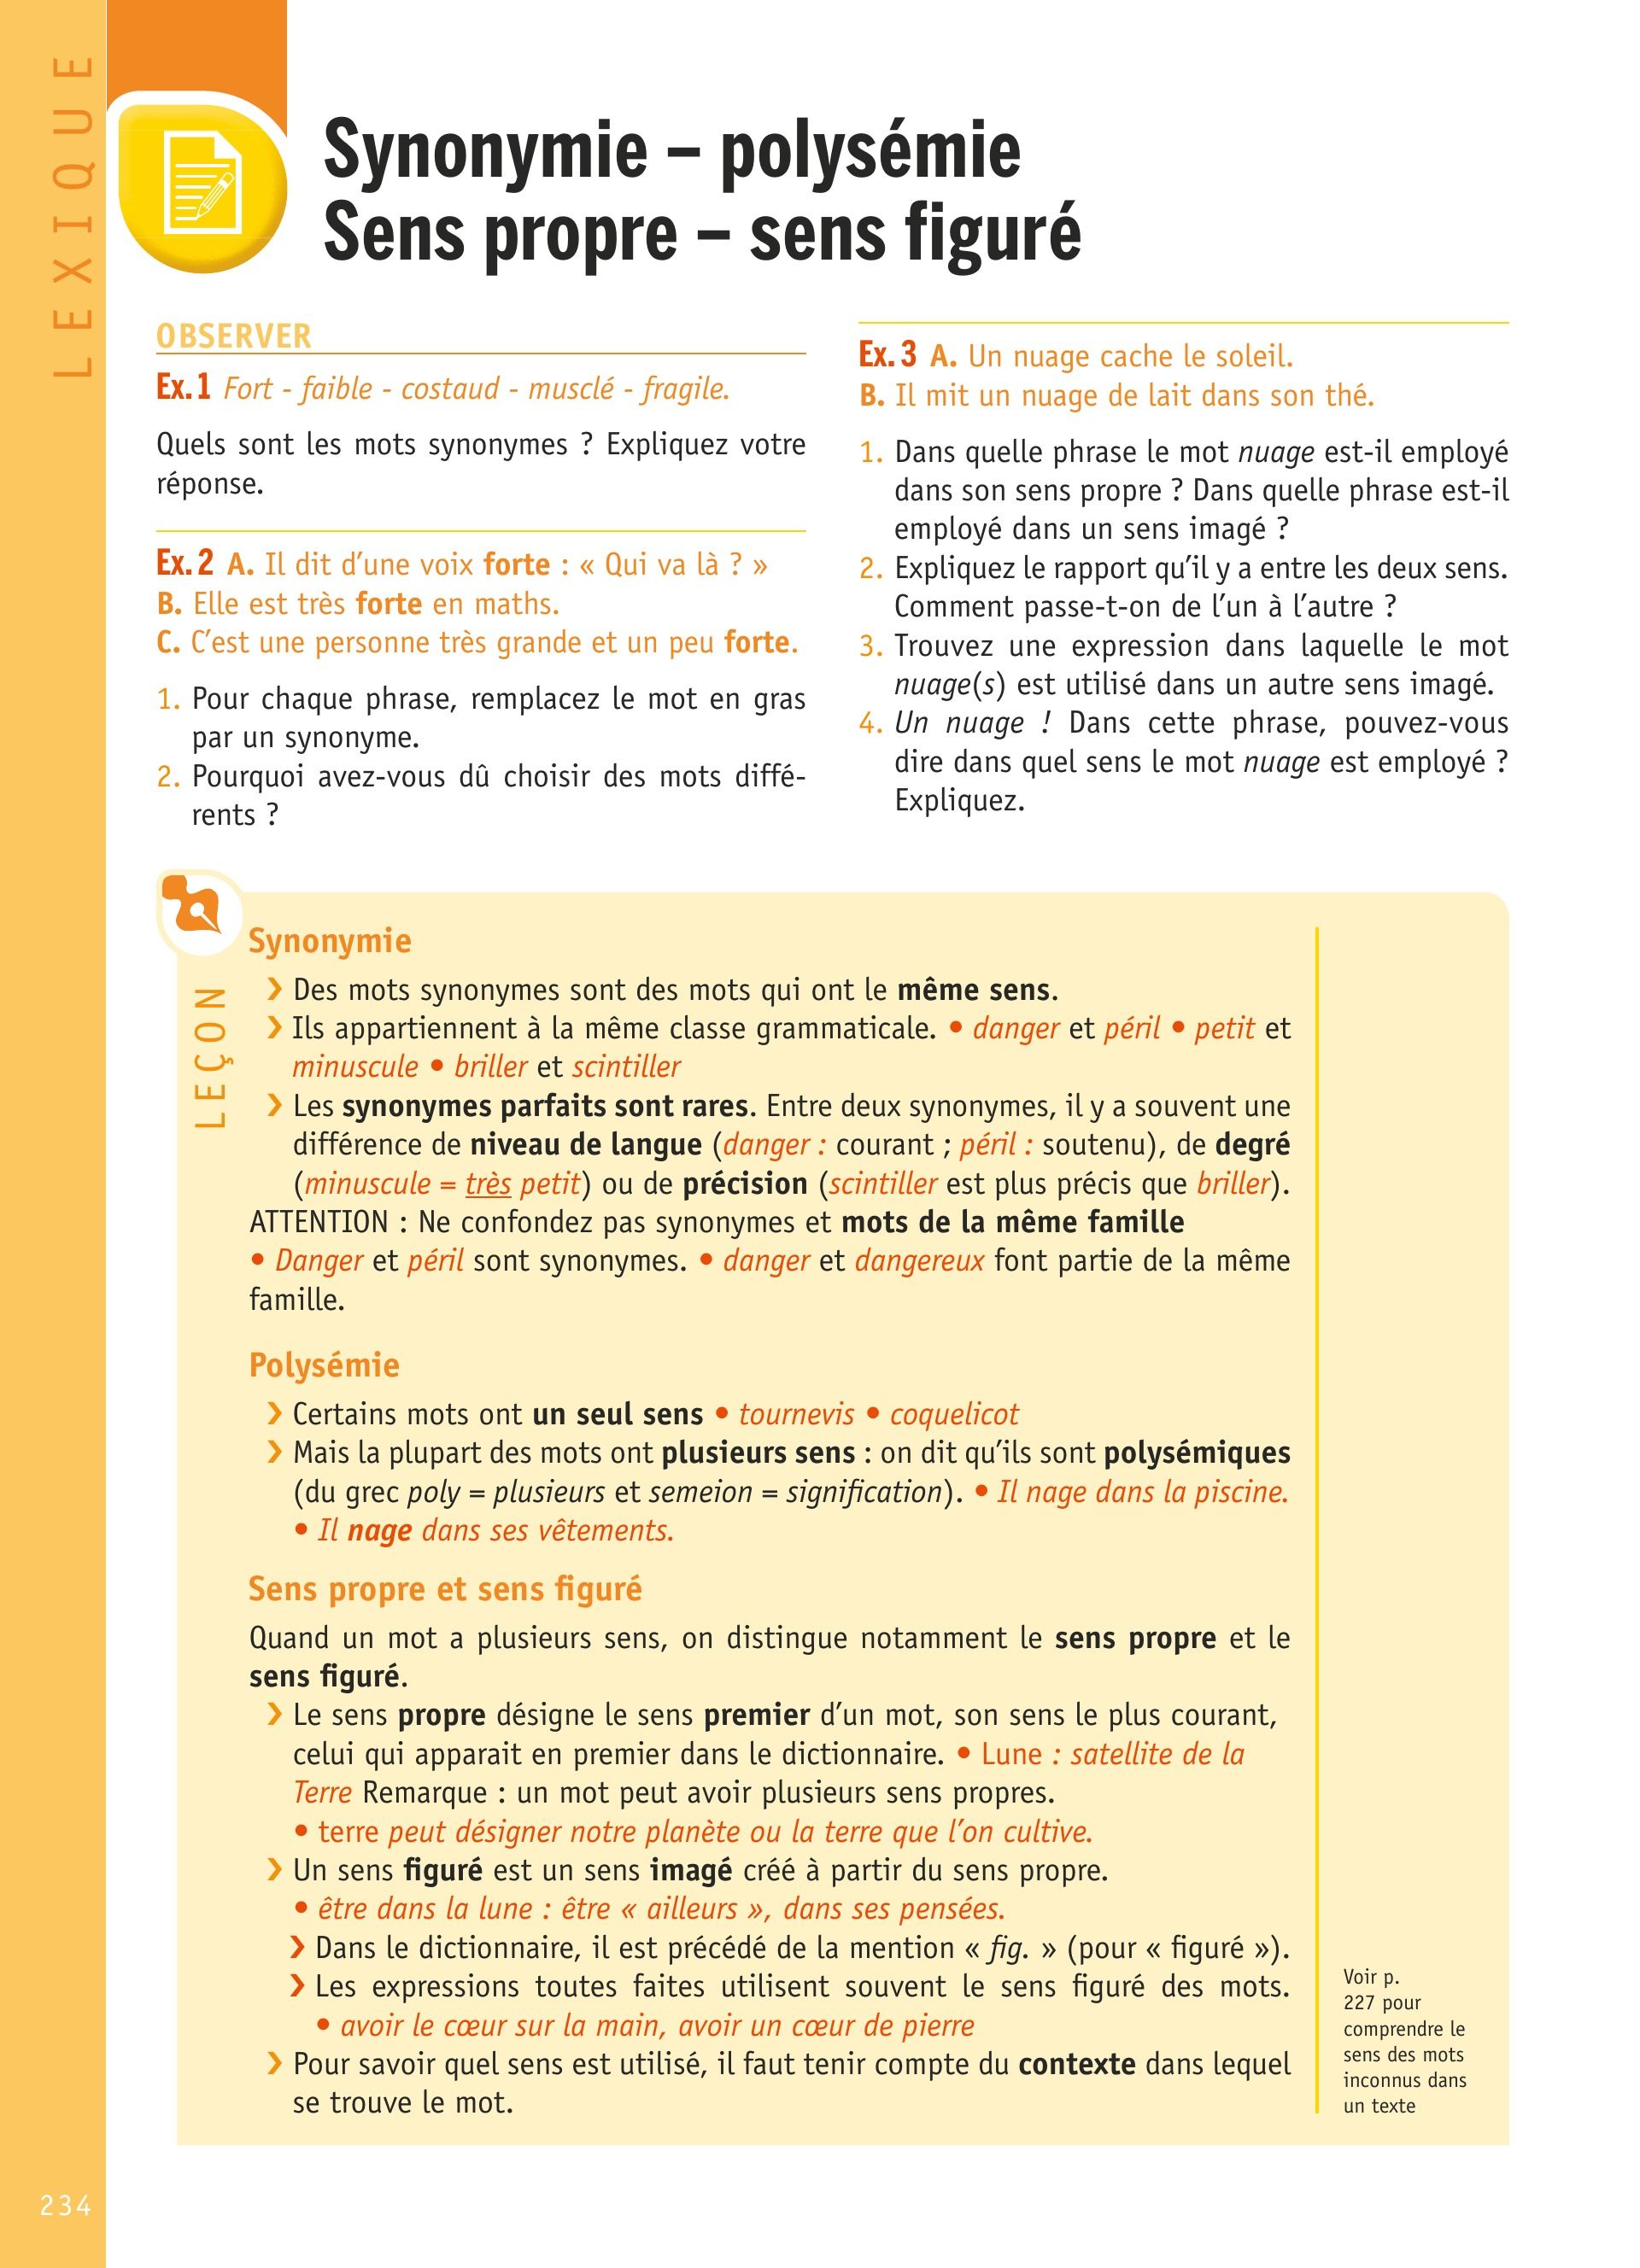 LEXIQUE
Synonymie – polysémie
Sens propre – sens figuré
OBSERVER
Ex. 1 Fort - faible - costaud - musclé - fragile.
Quels sont les mots synonymes ? Expliquez votre
réponse.
Ex. 2 A. Il dit d’une voix forte : « Qui va là ? »
B. Elle est très forte en maths.
C. C’est une personne très grande et un peu forte.
1. Pour chaque phrase, remplacez le mot en gras
par un synonyme.
2. Pourquoi avez-vous dû choisir des mots diffé-
rents ?
Ex. 3 A. Un nuage cache le soleil.
B. Il mit un nuage de lait dans son thé.
1. Dans quelle phrase le mot nuage est-il employé
dans son sens propre ? Dans quelle phrase est-il
employé dans un sens imagé ?
2. Expliquez le rapport qu’il y a entre les deux sens.
Comment passe-t-on de l’un à l’autre ?
3. Trouvez une expression dans laquelle le mot
nuage(s) est utilisé dans un autre sens imagé.
4. Un nuage ! Dans cette phrase, pouvez-vous
dire dans quel sens le mot nuage est employé ?
Expliquez.
LEÇON
Synonymie
❯ Des mots synonymes sont des mots qui ont le même sens.
❯ Ils appartiennent à la même classe grammaticale. • danger et péril • petit et
minuscule • briller et scintiller
❯ Les synonymes parfaits sont rares. Entre deux synonymes, il y a souvent une
différence de niveau de langue (danger : courant ; péril : soutenu), de degré
(minuscule = très petit) ou de précision (scintiller est plus précis que briller).
ATTENTION : Ne confondez pas synonymes et mots de la même famille
• Danger et péril sont synonymes. • danger et dangereux font partie de la même
famille.
Polysémie
❯ Certains mots ont un seul sens • tournevis • coquelicot
❯ Mais la plupart des mots ont plusieurs sens : on dit qu’ils sont polysémiques
(du grec poly = plusieurs et semeion = signification). • Il nage dans la piscine.
• Il nage dans ses vêtements.
Sens propre et sens figuré
Quand un mot a plusieurs sens, on distingue notamment le sens propre et le
sens figuré.
❯ Le sens propre désigne le sens premier d’un mot, son sens le plus courant,
celui qui apparait en premier dans le dictionnaire. • Lune : satellite de la
Terre Remarque : un mot peut avoir plusieurs sens propres.
• terre peut désigner notre planète ou la terre que l’on cultive.
❯ Un sens figuré est un sens imagé créé à partir du sens propre.
• être dans la lune : être « ailleurs », dans ses pensées.
❯ Dans le dictionnaire, il est précédé de la mention « fig. » (pour « figuré »).
❯ Les expressions toutes faites utilisent souvent le sens figuré des mots.
• avoir le cœur sur la main, avoir un cœur de pierre
❯ Pour savoir quel sens est utilisé, il faut tenir compte du contexte dans lequel
se trouve le mot.
Voir p.
227 pour
comprendre le
sens des mots
inconnus dans
un texte
234